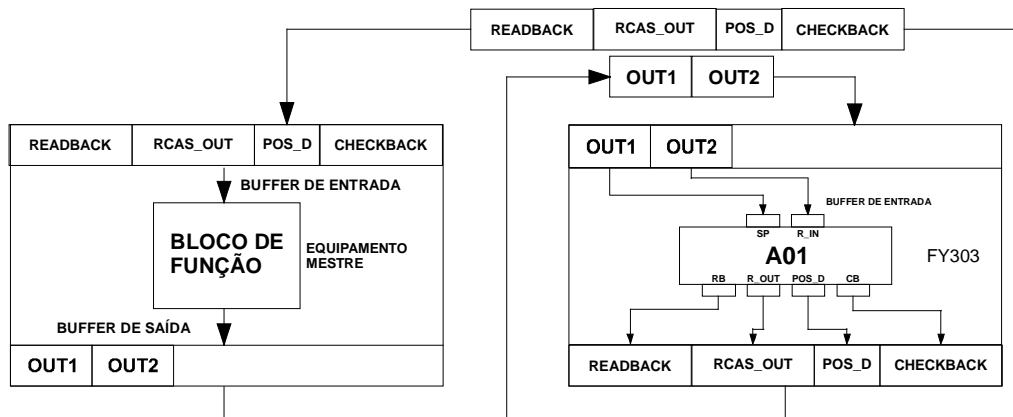 READBACK RCAS_OUT POS_D CHECKBACK
OUT1 OUT2
READBACK RCAS_OUT POS_D CHECKBACK
BUFFER DE ENTRADA
BLOCO DE
FUNÇÃO
EQUIPAMENTO
MESTRE
BUFFER DE SAÍDA
OUT1 OUT2
OUT1 OUT2
BUFFER DE ENTRADA
SP R_IN
A01
FY303
RB R_OUT POS_D CB
READBACK RCAS_OUT POS_D CHECKBACK